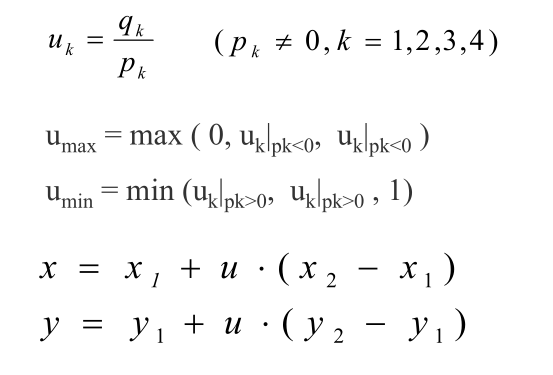 u_k = q_k / p_k (p_k ≠ 0, k = 1,2,3,4)
u_max = max ( 0, u_k|_pk<0, u_k|_pk<0 )
u_min = min (u_k|_pk>0, u_k|_pk>0 , 1)
x = x_1 + u · ( x_2 − x_1 )
y = y_1 + u · ( y_2 − y_1 )